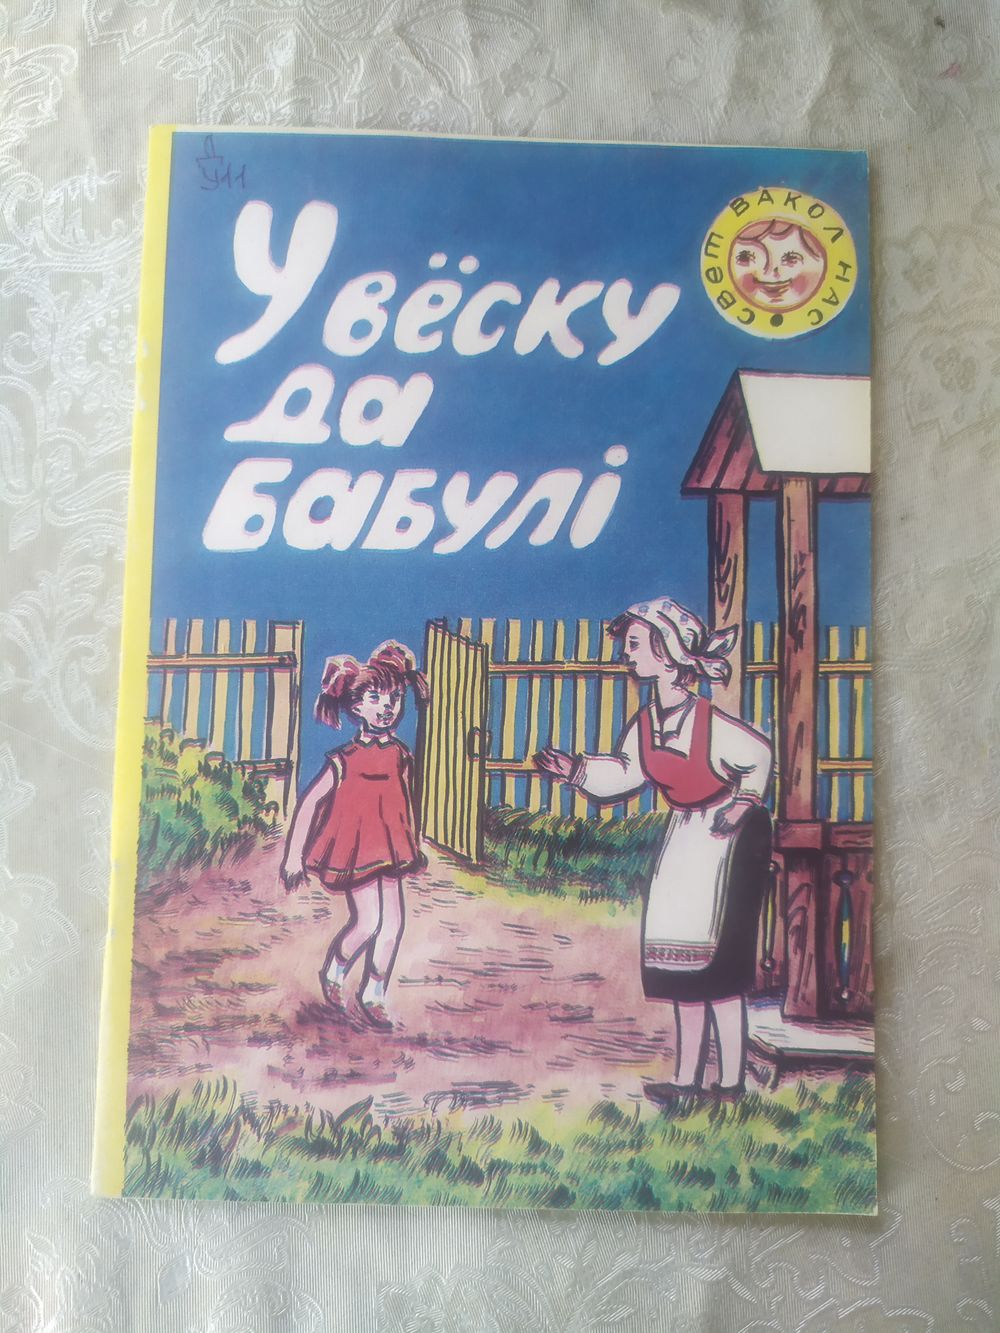 Д
У11
У вёску
да
бабулі
СВЕТ ВАКОЛ НАС